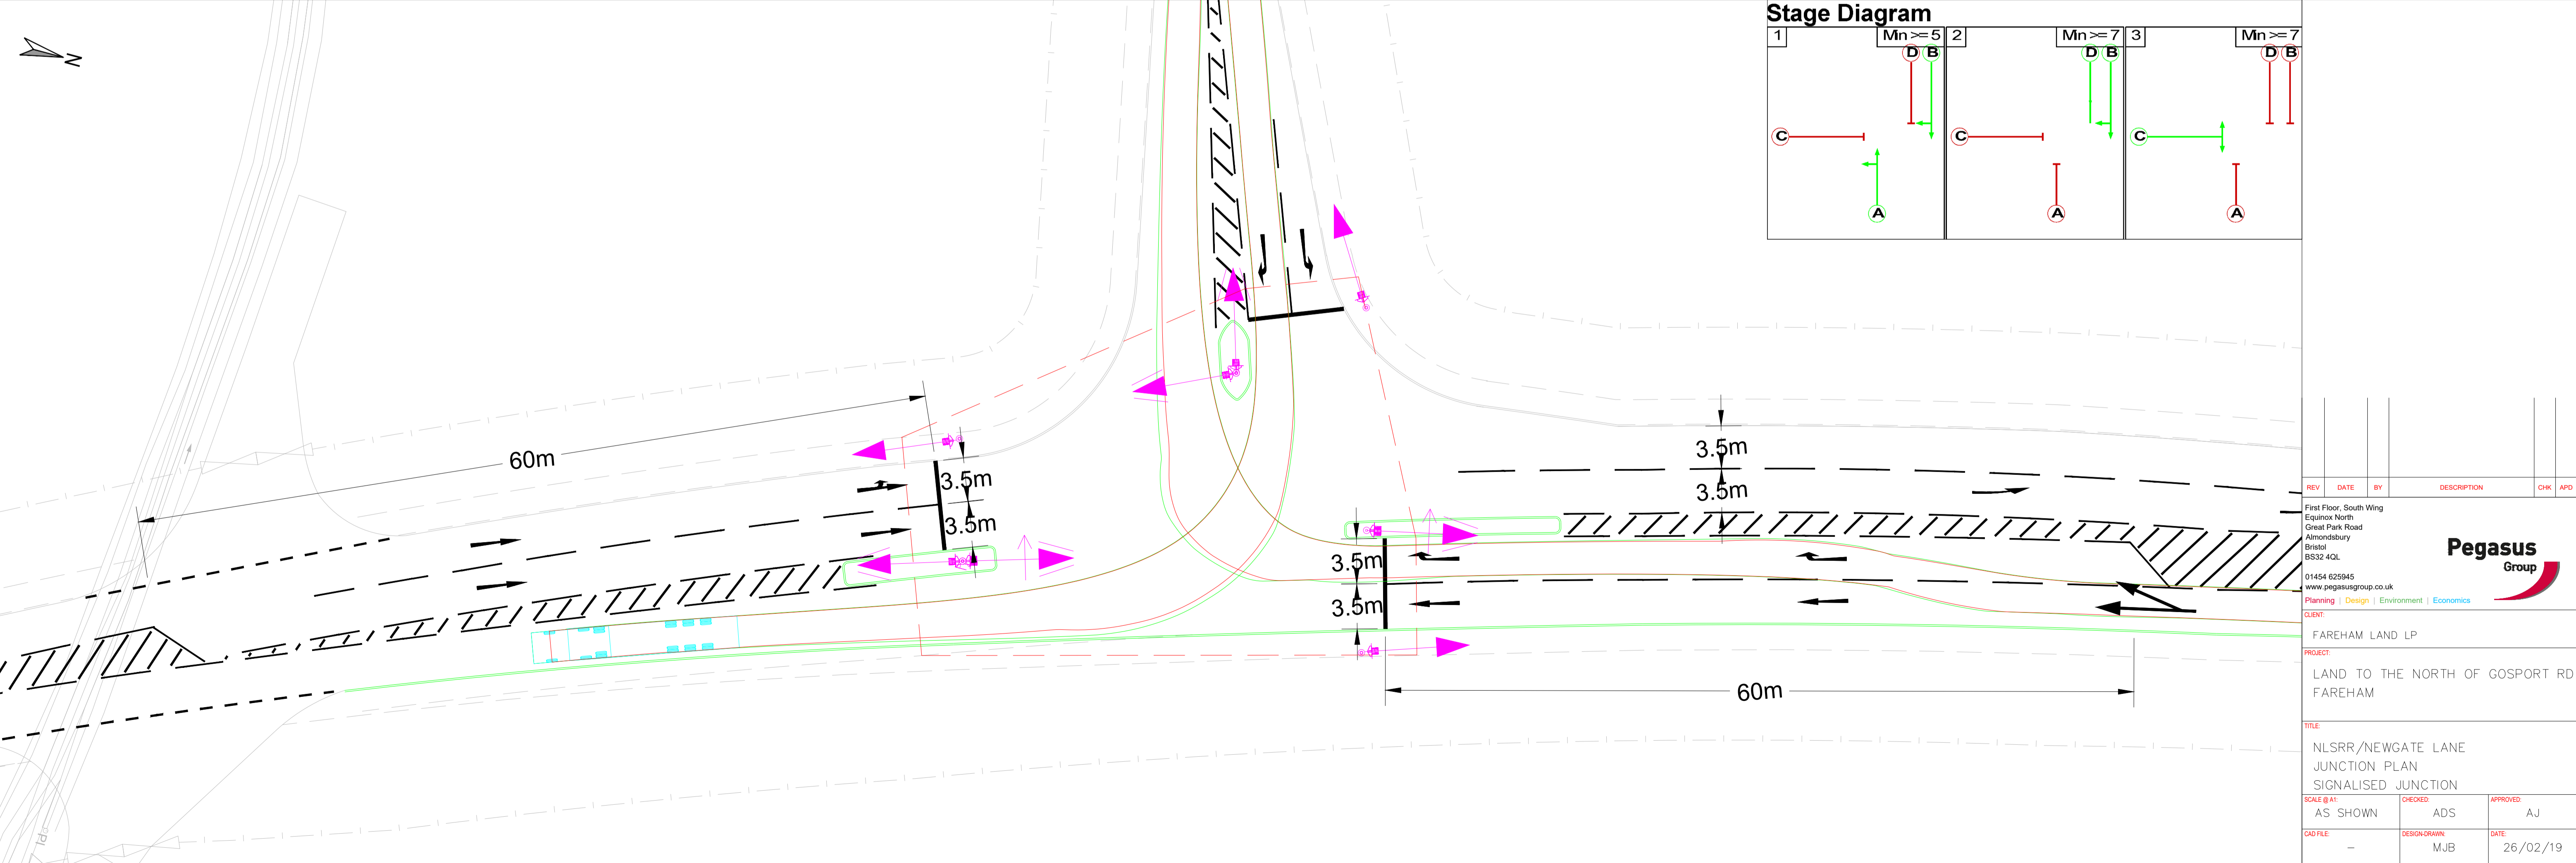 N
Stage Diagram
1
Min >= 5
2
Min >= 7
3
Min >= 7
D B
D B
D B
C
C
C
A
A
A
60m
3.5m
3.5m
3.5m
3.5m
3.5m
3.5m
60m
REV DATE BY DESCRIPTION CHK APD
First Floor, South Wing
Equinox North
Great Park Road
Almondsbury
Bristol
BS32 4QL
01454 625945
www.pegasusgroup.co.uk
Pegasus
Group
Planning | Design | Environment | Economics
CLIENT:
FAREHAM LAND LP
PROJECT:
LAND TO THE NORTH OF GOSPORT RD
FAREHAM
TITLE:
NLSRR/NEWGATE LANE
JUNCTION PLAN
SIGNALISED JUNCTION
SCALE @ A1: CHECKED: APPROVED:
AS SHOWN ADS AJ
CAD FILE: DESIGN-DRAWN: DATE:
- MJB 26/02/19